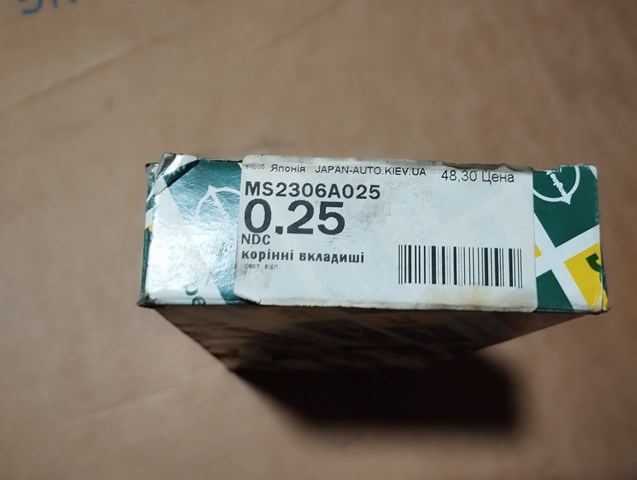 Японія JAPAN-AUTO.KIEV.UA 48,30 Цена
MS2306A025
0.25
NDC
корінні вкладиші